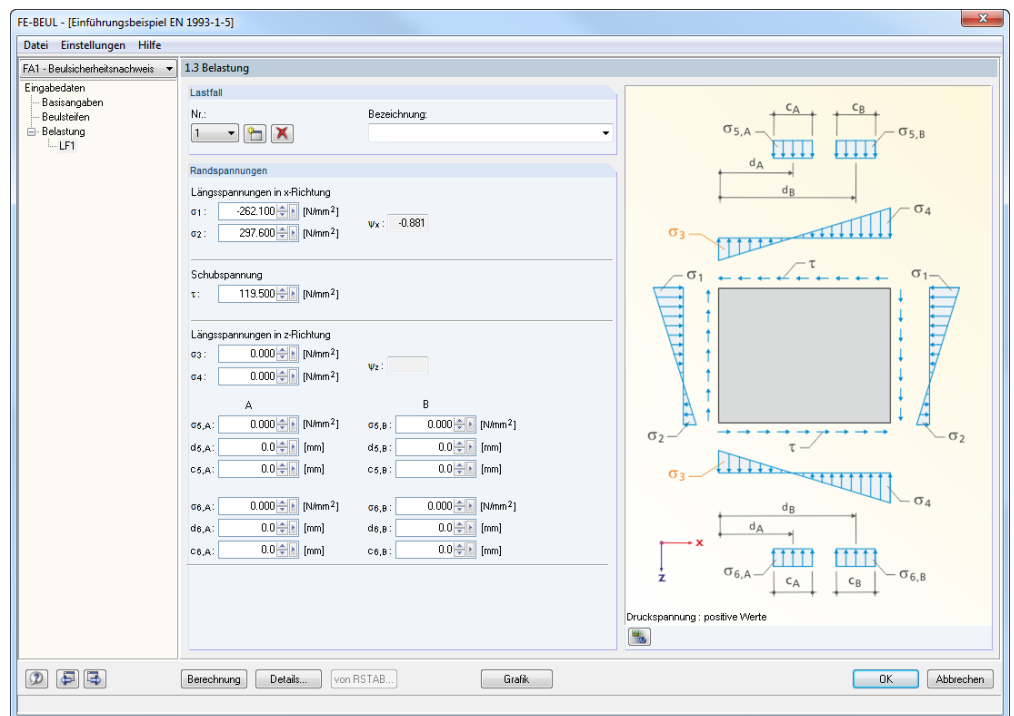 FE-BEUL - [Einführungsbeispiel EN 1993-1-5]
Datei Einstellungen Hilfe
FA1 - Beulsicherheitsnachweis
1.3 Belastung
Eingabedaten
Basisangaben
Beulsteifen
Belastung
LF1
Lastfall
Nr.: Bezeichnung:
1
Randspannungen
Längsspannungen in x-Richtung
σ1 : -262.100 [N/mm²]
ψx : -0.881
σ2 : 297.600 [N/mm²]
Schubspannung
τ : 119.500 [N/mm²]
Längsspannungen in z-Richtung
σ3 : 0.000 [N/mm²]
ψz :
σ4 : 0.000 [N/mm²]
A B
σ5,A : 0.000 [N/mm²] σ5,B : 0.000 [N/mm²]
d5,A : 0.0 [mm] d5,B : 0.0 [mm]
c5,A : 0.0 [mm] c5,B : 0.0 [mm]
σ6,A : 0.000 [N/mm²] σ6,B : 0.000 [N/mm²]
d6,A : 0.0 [mm] d6,B : 0.0 [mm]
c6,A : 0.0 [mm] c6,B : 0.0 [mm]
cA cB
σ5,A σ5,B
dA
dB
σ4
σ3
τ
σ1 σ1
σ2 σ2
τ
σ3
σ4
dB
dA
x
z
σ6,A cA cB σ6,B
Druckspannung : positive Werte
Berechnung Details... von RSTAB... Grafik OK Abbrechen